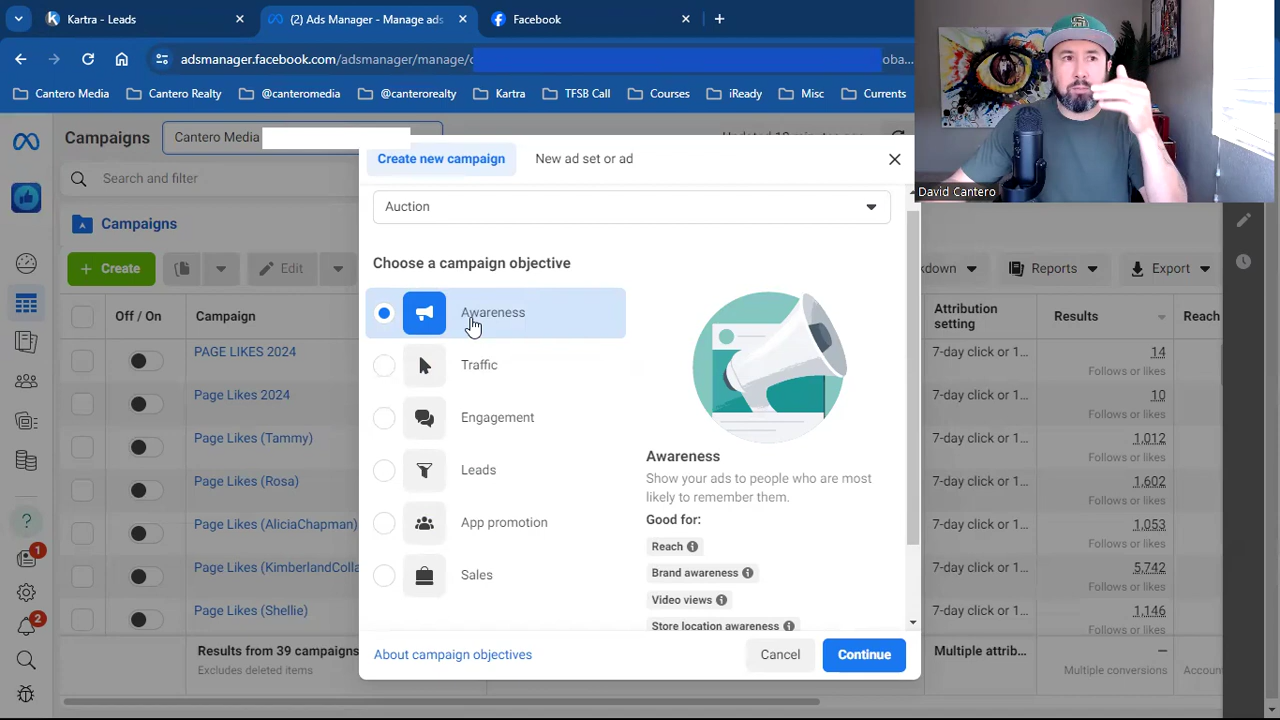 Kartra - Leads
(2) Ads Manager - Manage ads
Facebook
adsmanager.facebook.com/adsmanager/manage/c
oba...
Cantero Media
Cantero Realty
@canteromedia
@canterorealty
Kartra
TFSB Call
Courses
iReady
Misc
Currents
David Cantero
Campaigns
Cantero Media
Create new campaign
New ad set or ad
Search and filter
Auction
Campaigns
Create
Edit
Choose a campaign objective
kdown
Reports
Export
Off / On
Campaign
Attribution setting
Results
Reach
Awareness
Traffic
Engagement
Leads
App promotion
Sales
Awareness
Show your ads to people who are most
likely to remember them.
Good for:
Reach
Brand awareness
Video views
Store location awareness
PAGE LIKES 2024
7-day click or 1...
14
Follows or likes
Page Likes 2024
7-day click or 1...
10
Follows or likes
Page Likes (Tammy)
7-day click or 1...
1,012
Follows or likes
Page Likes (Rosa)
7-day click or 1...
1,602
Follows or likes
Page Likes (AliciaChapman)
7-day click or 1...
1,053
Follows or likes
Page Likes (KimberlandColla
7-day click or 1...
5,742
Follows or likes
Page Likes (Shellie)
7-day click or 1...
1,146
Follows or likes
Results from 39 campaigns
Excludes deleted items
Multiple attrib...
—
Multiple conversions
Accour
About campaign objectives
Cancel
Continue
1
2